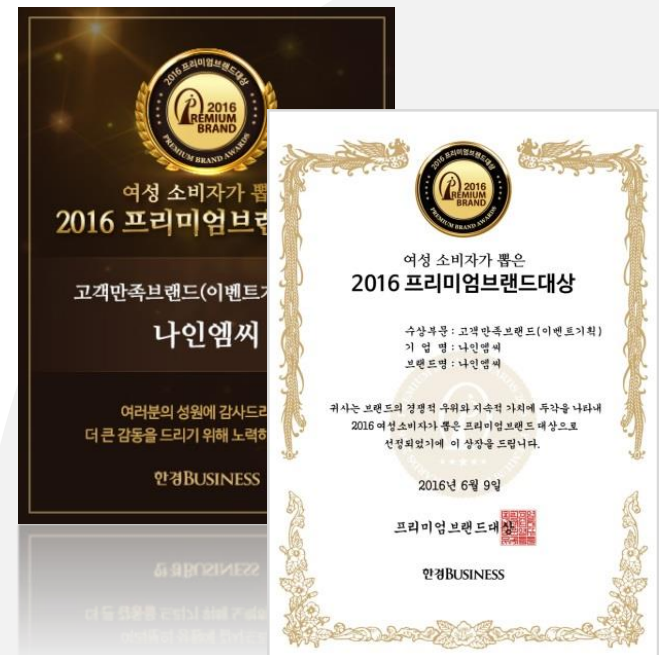 2016 프리미엄브랜드대상
2016
PREMIUM
BRAND
PREMIUM BRAND AWARDS
여성 소비자가
2016 프리미엄브
고객만족브랜드(이벤트
나인엠씨
여러분의 성원에 감사드
더 큰 감동을 드리기 위해 노력하
한경BUSINESS
2016 프리미엄브랜드대상
2016
PREMIUM
BRAND
PREMIUM BRAND AWARDS
여성 소비자가 뽑은
2016 프리미엄브랜드대상
수상부문 : 고객만족브랜드(이벤트기획)
기 업 명 : 나인엠씨
브랜드명 : 나인엠씨
귀사는 브랜드의 경쟁적 우위와 지속적 가치에 두각을 나타내
2016 여성소비자가 뽑은 프리미엄브랜드 대상으로
선정되었기에 이 상장을 드립니다.
2016년 6월 9일
프리미엄브랜드대상
한경BUSINESS